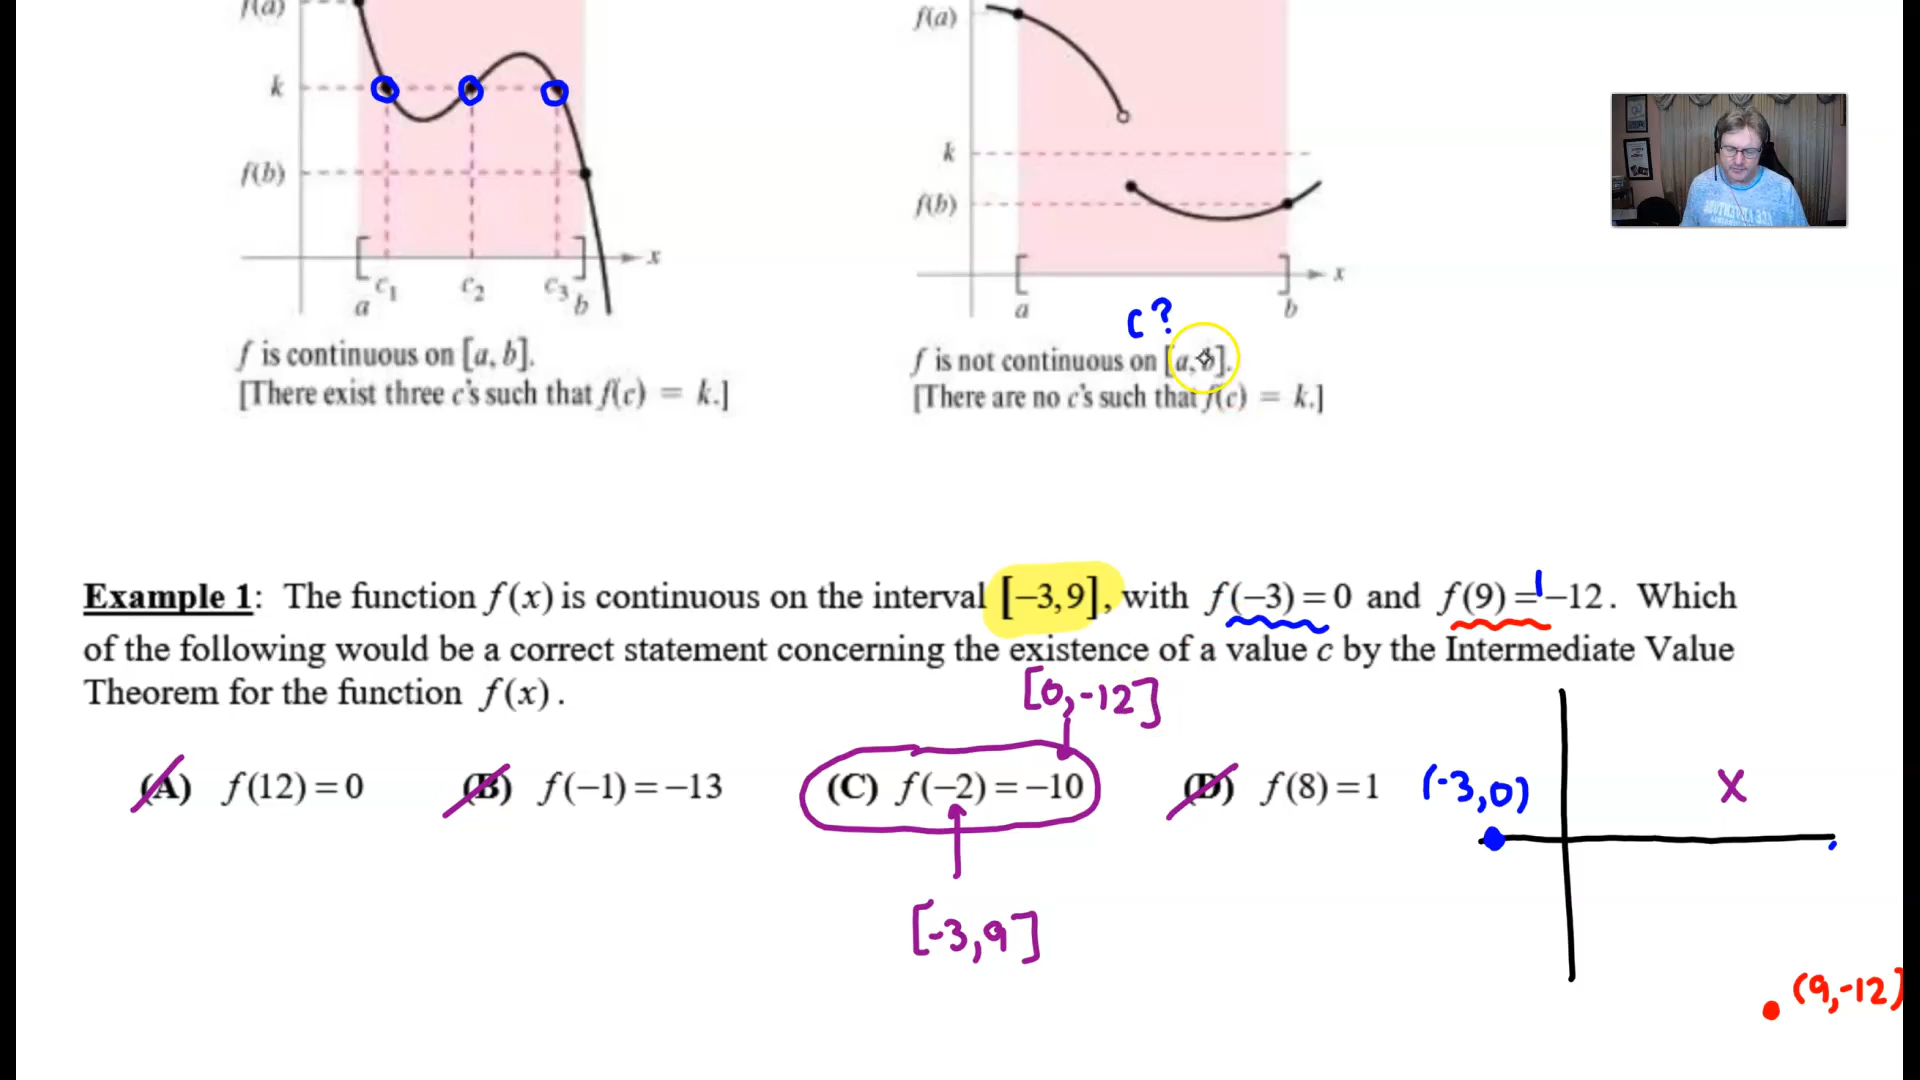 f(a)
k
f(b)
x
c₁ c₂ c₃
a b
f is continuous on [a, b].
[There exist three c's such that f(c) = k.]
f(a)
k
f(b)
x
a b
c?
f is not continuous on [a, b].
[There are no c's such that f(c) = k.]
Example 1: The function f(x) is continuous on the interval [−3,9], with f(−3)=0 and f(9)=−12. Which
of the following would be a correct statement concerning the existence of a value c by the Intermediate Value
Theorem for the function f(x).
[0,-12]
(A) f(12)=0 (B) f(−1)=−13 (C) f(−2)=−10 (D) f(8)=1
(-3,0)
x
[-3,9]
(9,-12)